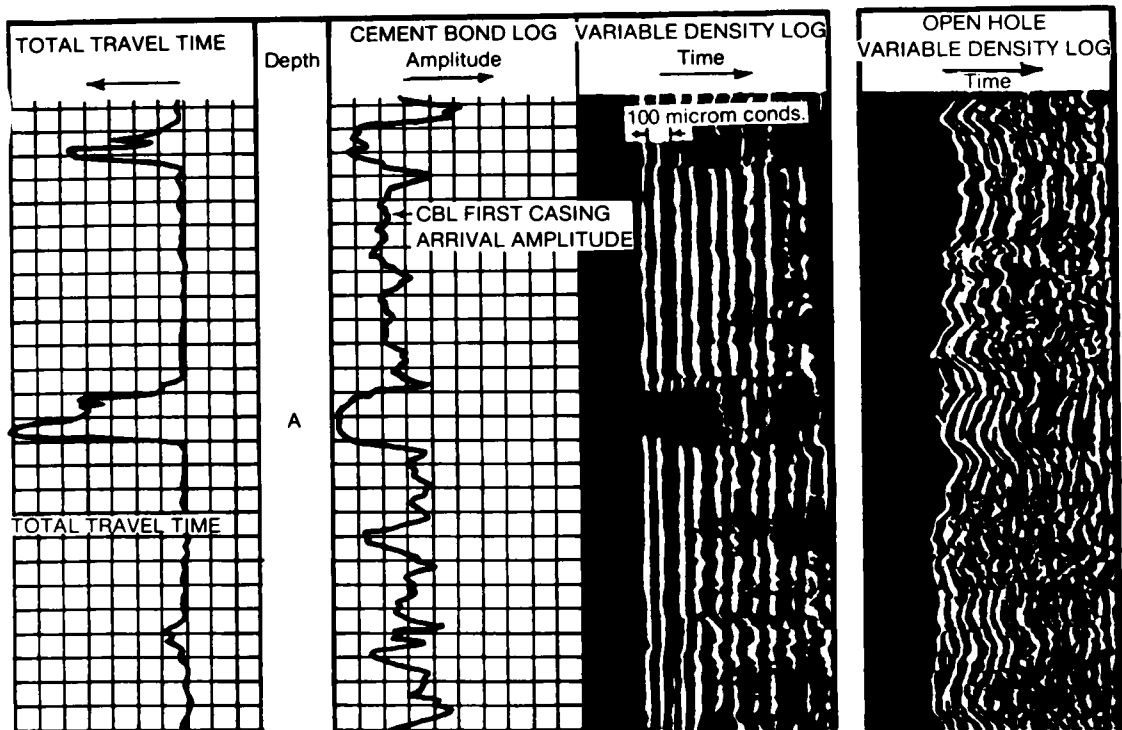 TOTAL TRAVEL TIME
Depth
CEMENT BOND LOG
Amplitude
VARIABLE DENSITY LOG
Time
OPEN HOLE
VARIABLE DENSITY LOG
Time
100 microm conds.
CBL FIRST CASING
ARRIVAL AMPLITUDE
A
TOTAL TRAVEL TIME